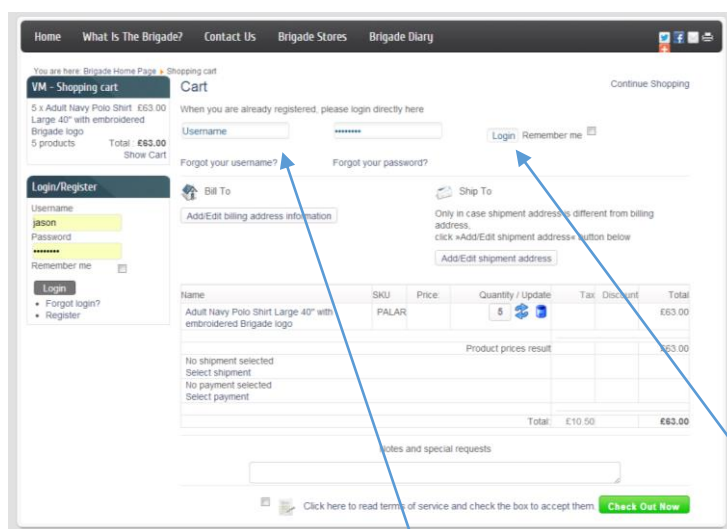 Home What Is The Brigade? Contact Us Brigade Stores Brigade Diary
You are here: Brigade Home Page Shopping cart
VM - Shopping cart
5 x Adult Navy Polo Shirt £63.00
Large 40" with embroidered
Brigade logo
5 products Total : £63.00
Show Cart
Login/Register
Username
jason
Password
••••••••
Remember me
Login
• Forgot login?
• Register
Cart
Continue Shopping
When you are already registered, please login directly here
Username •••••••• Login Remember me
Forgot your username? Forgot your password?
Bill To
Add/Edit billing address information
Ship To
Only in case shipment address is different from billing
address,
click »Add/Edit shipment address« button below
Add/Edit shipment address
Name SKU Price: Quantity / Update Tax Discount Total
Adult Navy Polo Shirt Large 40" with PALAR 5 £63.00
embroidered Brigade logo
Product prices result £63.00
No shipment selected
Select shipment
No payment selected
Select payment
Total: £10.50 £63.00
Notes and special requests
Click here to read terms of service and check the box to accept them. Check Out Now